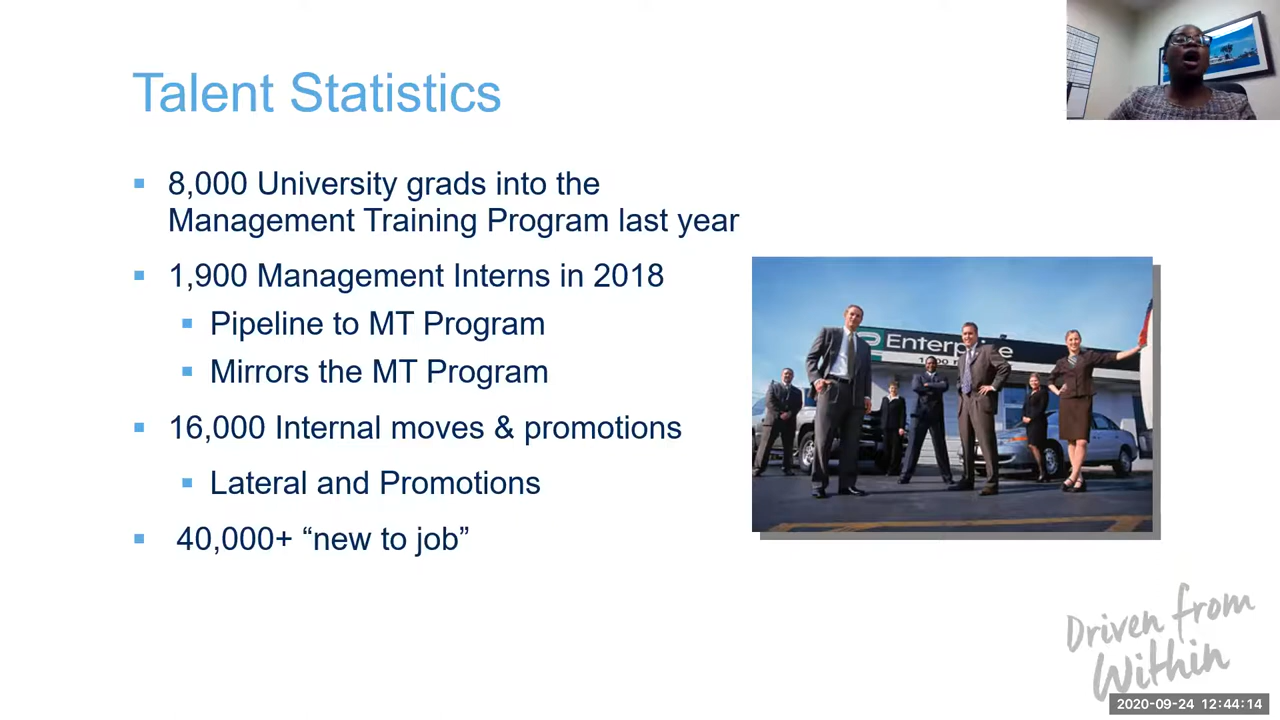 Talent Statistics
8,000 University grads into the
Management Training Program last year
1,900 Management Interns in 2018
Pipeline to MT Program
Mirrors the MT Program
16,000 Internal moves & promotions
Lateral and Promotions
40,000+ “new to job”
Enterprise
Driven from
Within
2020-09-24 12:44:14